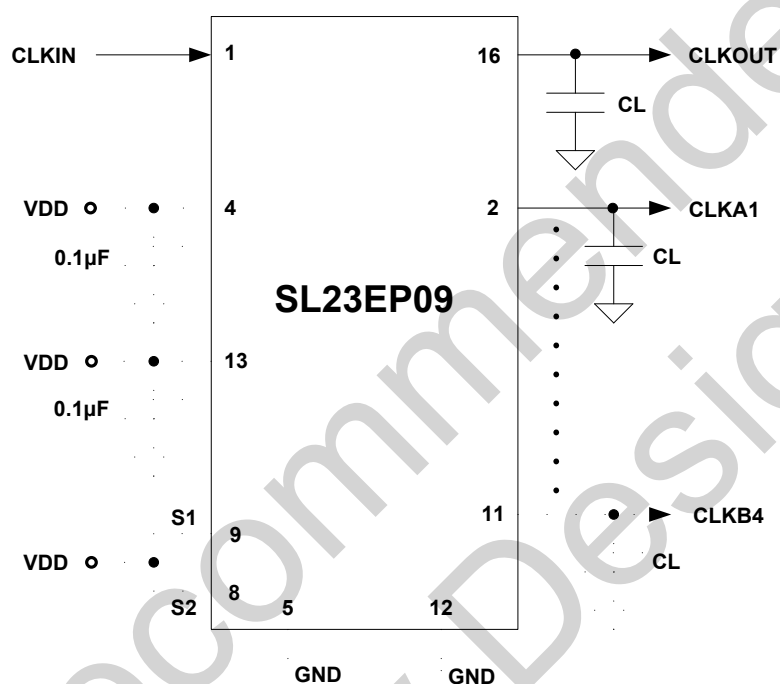 CLKIN 1 16 CLKOUT
CL
VDD 4 2 CLKA1
0.1µF CL
SL23EP09
VDD 13
0.1µF
S1 11 CLKB4
9
VDD CL
8
S2 5 12
GND GND